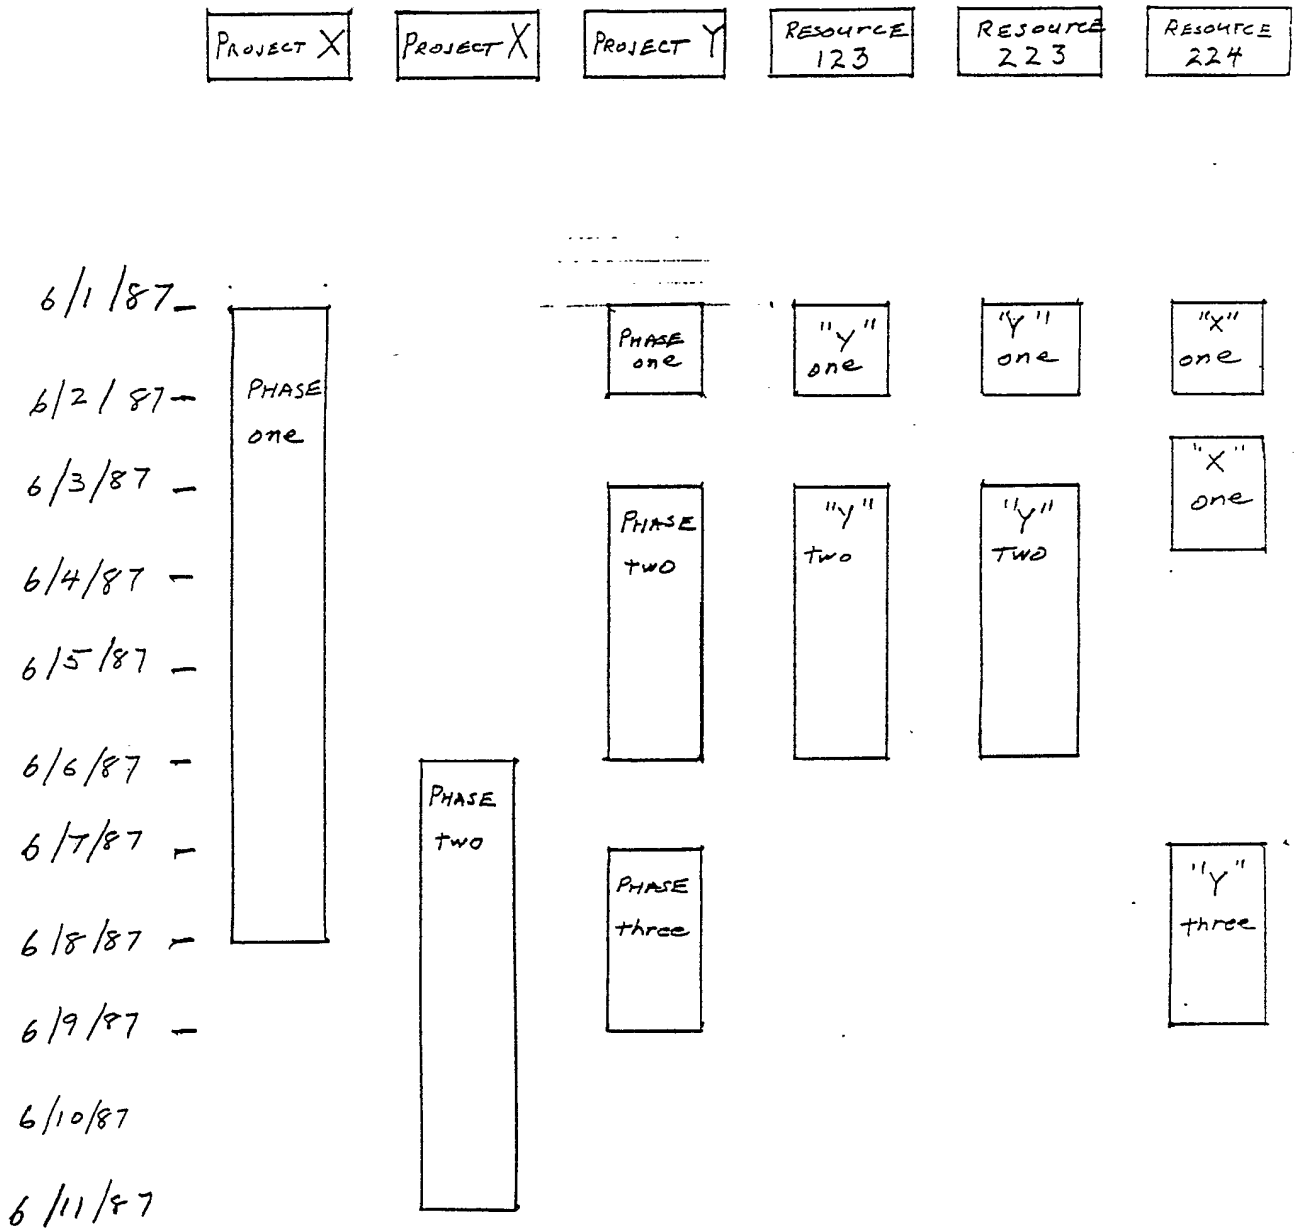 PROJECT X
PROJECT X
PROJECT Y
RESOURCE
123
RESOURCE
223
RESOURCE
224
6/1/87
6/2/87
6/3/87
6/4/87
6/5/87
6/6/87
6/7/87
6/8/87
6/9/87
6/10/87
6/11/87
PHASE
one
PHASE
two
PHASE
one
PHASE
two
PHASE
three
"Y"
one
"Y"
two
"Y"
one
"Y"
TWO
"X"
one
"X"
one
"Y"
three